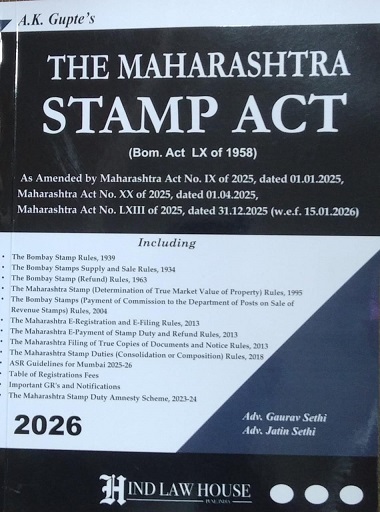 A.K. Gupte's
THE MAHARASHTRA
STAMP ACT
(Bom. Act LX of 1958)
As Amended by Maharashtra Act No. IX of 2025, dated 01.01.2025,
Maharashtra Act No. XX of 2025, dated 01.04.2025,
Maharashtra Act No. LXIII of 2025, dated 31.12.2025 (w.e.f. 15.01.2026)
Including
• The Bombay Stamp Rules, 1939
• The Bombay Stamps Supply and Sale Rules, 1934
• The Bombay Stamp (Refund) Rules, 1963
• The Maharashtra Stamp (Determination of True Market Value of Property) Rules, 1995
• The Bombay Stamps (Payment of Commission to the Department of Posts on Sale of
Revenue Stamps) Rules, 2004
• The Maharashtra E-Registration and E-Filing Rules, 2013
• The Maharashtra E-Payment of Stamp Duty and Refund Rules, 2013
• The Maharashtra Filing of True Copies of Documents and Notice Rules, 2013
• The Maharashtra Stamp Duties (Consolidation or Composition) Rules, 2018
• ASR Guidelines for Mumbai 2025-26
• Table of Registrations Fees
• Important GR's and Notifications
• The Maharashtra Stamp Duty Amnesty Scheme, 2023-24
2026
Adv. Gaurav Sethi
Adv. Jatin Sethi
HIND LAW HOUSE
PUNE, INDIA